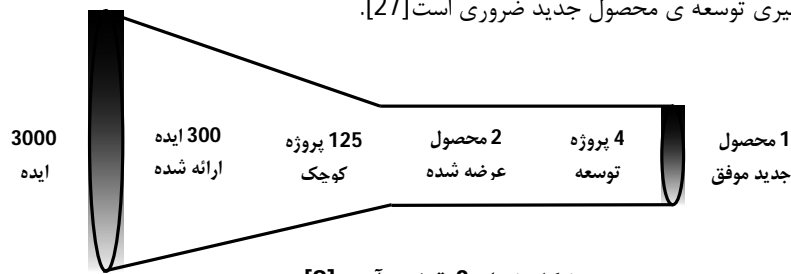 توسعه ی محصول جدید ضروری است[27].
3000
ایده
300 ایده
ارائه شده
125 پروژه
کوچک
2 محصول
عرضه شده
4 پروژه
توسعه
1 محصول
جدید موفق